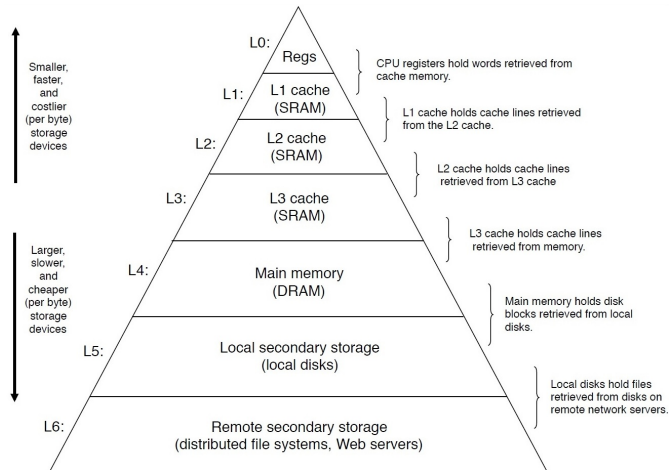 L0:
Regs
CPU registers hold words retrieved from
cache memory.
Smaller,
faster,
and
costlier
(per byte)
storage
devices
L1:
L1 cache
(SRAM)
L1 cache holds cache lines retrieved
from the L2 cache.
L2:
L2 cache
(SRAM)
L2 cache holds cache lines
retrieved from L3 cache
L3:
L3 cache
(SRAM)
L3 cache holds cache lines
retrieved from memory.
Larger,
slower,
and
cheaper
(per byte)
storage
devices
L4:
Main memory
(DRAM)
Main memory holds disk
blocks retrieved from local
disks.
L5:
Local secondary storage
(local disks)
Local disks hold files
retrieved from disks on
remote network servers.
L6:
Remote secondary storage
(distributed file systems, Web servers)